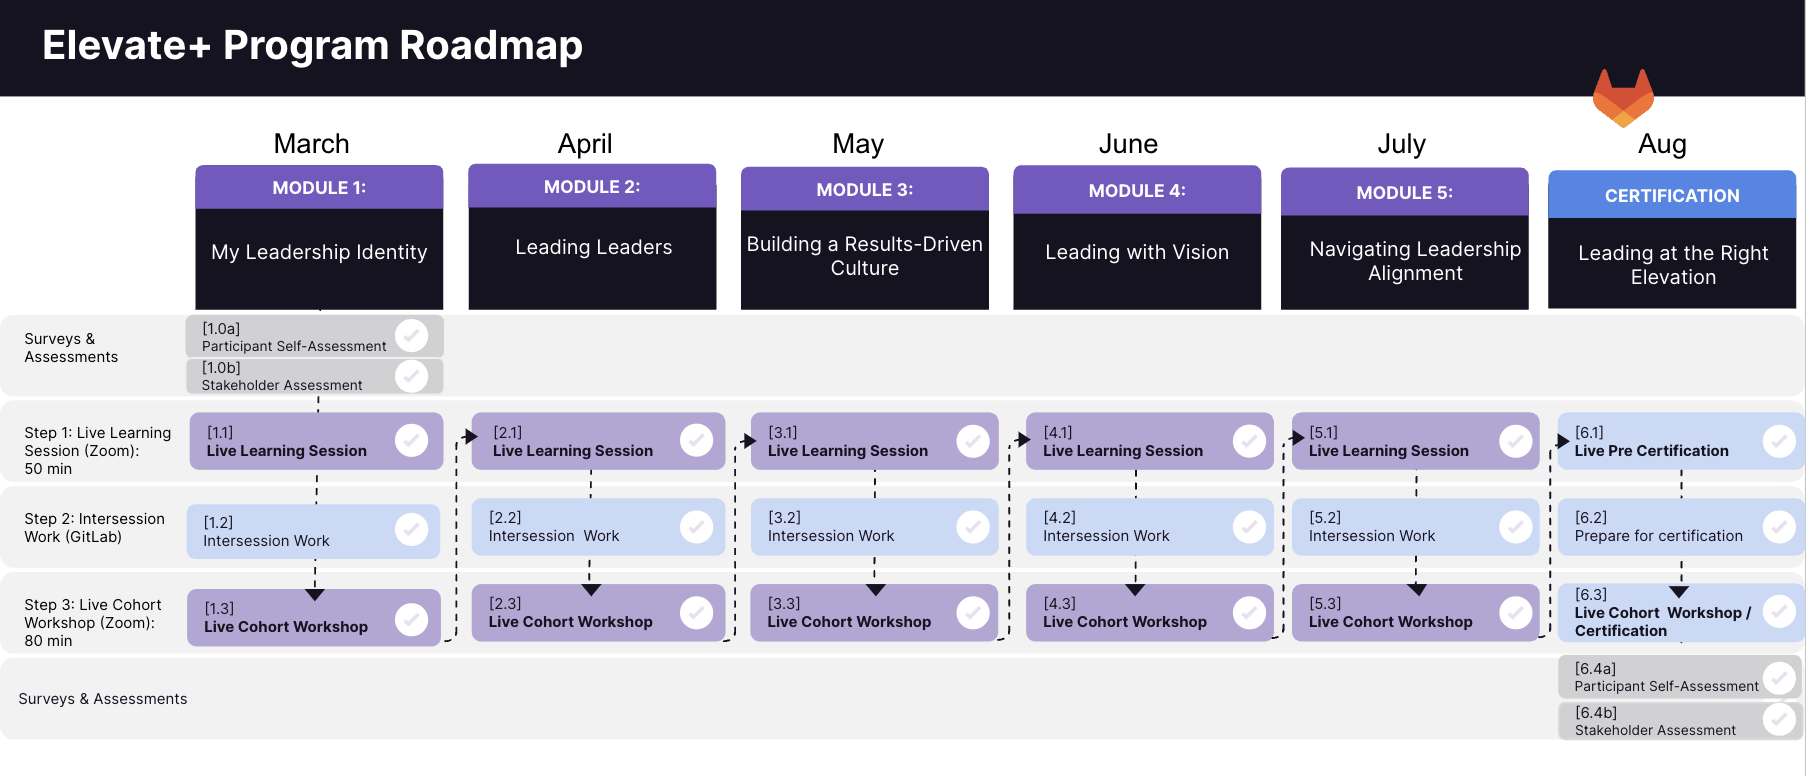 Elevate+ Program Roadmap
March
April
May
June
July
Aug
MODULE 1:
MODULE 2:
MODULE 3:
MODULE 4:
MODULE 5:
CERTIFICATION
My Leadership Identity
Leading Leaders
Building a Results-Driven
Culture
Leading with Vision
Navigating Leadership
Alignment
Leading at the Right
Elevation
Surveys &
Assessments
[1.0a]
Participant Self-Assessment
[1.0b]
Stakeholder Assessment
Step 1: Live Learning
Session (Zoom):
50 min
[1.1]
Live Learning Session
[2.1]
Live Learning Session
[3.1]
Live Learning Session
[4.1]
Live Learning Session
[5.1]
Live Learning Session
[6.1]
Live Pre Certification
Step 2: Intersession
Work (GitLab)
[1.2]
Intersession Work
[2.2]
Intersession  Work
[3.2]
Intersession Work
[4.2]
Intersession Work
[5.2]
Intersession Work
[6.2]
Prepare for certification
Step 3: Live Cohort
Workshop (Zoom):
80 min
[1.3]
Live Cohort Workshop
[2.3]
Live Cohort Workshop
[3.3]
Live Cohort Workshop
[4.3]
Live Cohort Workshop
[5.3]
Live Cohort Workshop
[6.3]
Live Cohort  Workshop /
Certification
Surveys & Assessments
[6.4a]
Participant Self-Assessment
[6.4b]
Stakeholder Assessment